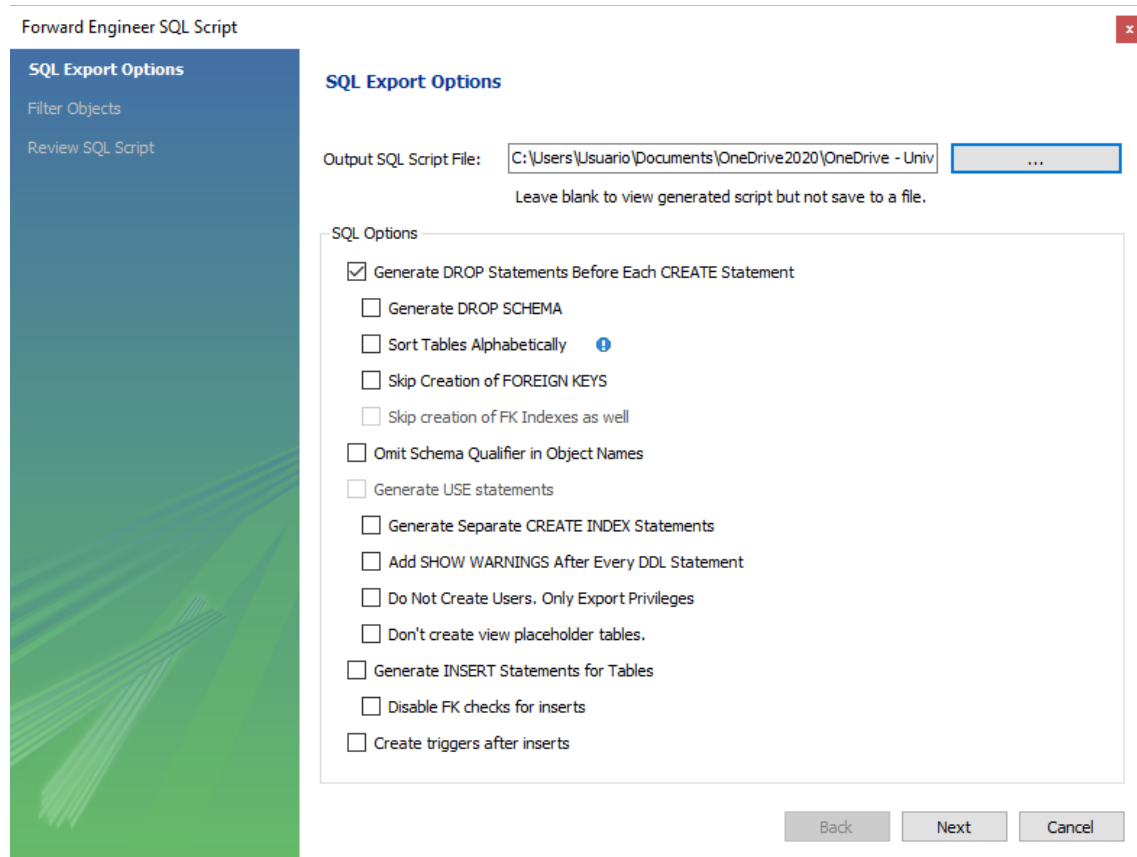 Forward Engineer SQL Script
x
SQL Export Options
Filter Objects
Review SQL Script
SQL Export Options
Output SQL Script File: C:\Users\Usuario\Documents\OneDrive2020\OneDrive - Univ ...
Leave blank to view generated script but not save to a file.
SQL Options
Generate DROP Statements Before Each CREATE Statement
Generate DROP SCHEMA
Sort Tables Alphabetically
Skip Creation of FOREIGN KEYS
Skip creation of FK Indexes as well
Omit Schema Qualifier in Object Names
Generate USE statements
Generate Separate CREATE INDEX Statements
Add SHOW WARNINGS After Every DDL Statement
Do Not Create Users. Only Export Privileges
Don't create view placeholder tables.
Generate INSERT Statements for Tables
Disable FK checks for inserts
Create triggers after inserts
Back Next Cancel